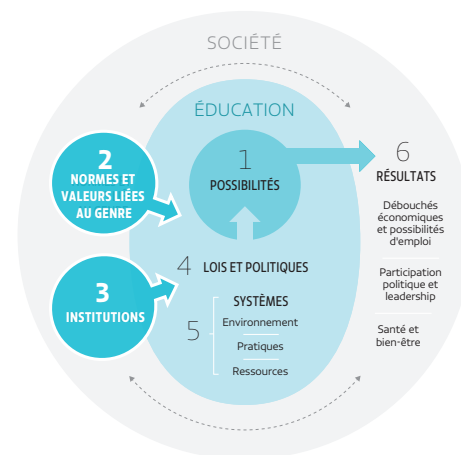 SOCIÉTÉ
ÉDUCATION
1
POSSIBILITÉS
2
NORMES ET
VALEURS LIÉES
AU GENRE
3
INSTITUTIONS
4 LOIS ET POLITIQUES
5
SYSTÈMES
Environnement
Pratiques
Ressources
6
RÉSULTATS
Débouchés
économiques
et possibilités
d'emploi
Participation
politique et
leadership
Santé et
bien-être